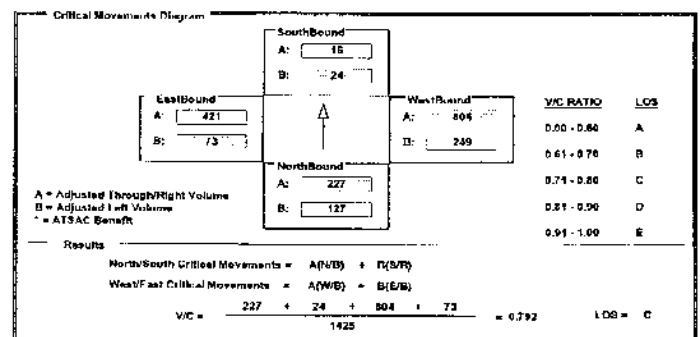 Critical Movements Diagram
SouthBound
A: 16
B: 24
EastBound
A: 421
B: 73
WestBound
A: 804
B: 249
NorthBound
A: 227
B: 127
V/C RATIO LOS
0.00 - 0.60 A
0.61 - 0.70 B
0.71 - 0.80 C
0.81 - 0.90 D
0.91 - 1.00 E
A = Adjusted Through/Right Volume
B = Adjusted Left Volume
* = ATSAC Benefit
Results
North/South Critical Movements = A(N/B) + B(S/B)
West/East Critical Movements = A(W/B) + B(E/B)
V/C = 227 + 24 + 804 + 73 = 0.792 LOS = C
1425